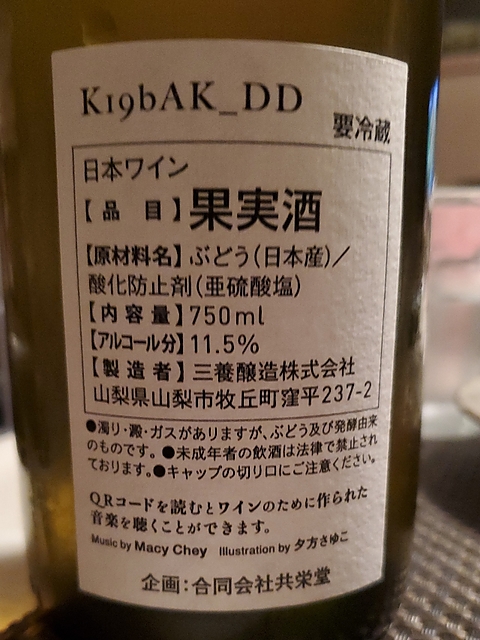 K19bAK_DD
要冷蔵
日本ワイン
【品 目】果実酒
【原材料名】ぶどう(日本産)／
酸化防止剤(亜硫酸塩)
【内容量】750ml
【アルコール分】11.5%
【製造者】三養醸造株式会社
山梨県山梨市牧丘町窪平237-2
●濁り・澱・ガスがありますが、ぶどう及び発酵由来
のものです。●未成年者の飲酒は法律で禁止され
ております。●キャップの切り口にご注意ください。
QRコードを読むとワインのために作られた
音楽を聴くことができます。
Music by Macy Chey Illustration by 夕方さゆこ
企画:合同会社共栄堂